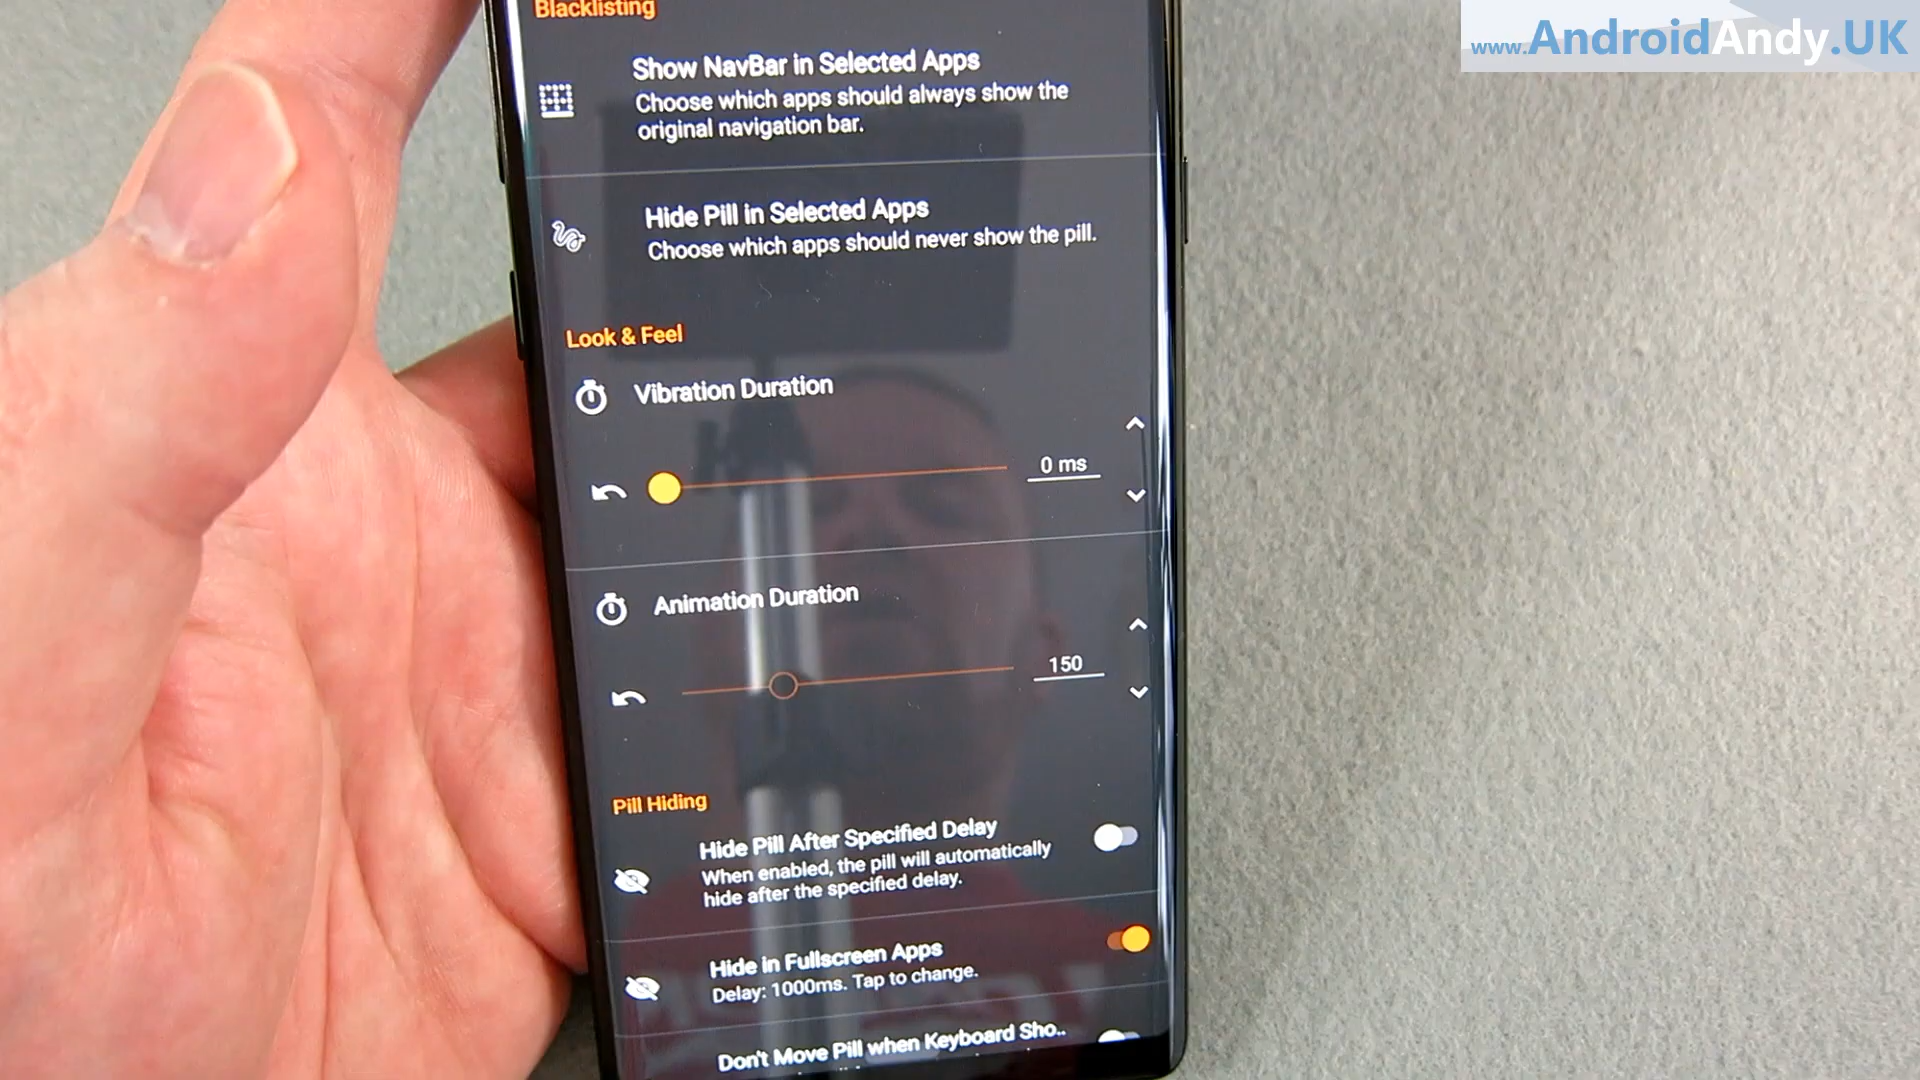 www.AndroidAndy.UK
Blacklisting
Show NavBar in Selected Apps
Choose which apps should always show the
original navigation bar.
Hide Pill in Selected Apps
Choose which apps should never show the pill.
Look & Feel
Vibration Duration
0 ms
Animation Duration
150
Pill Hiding
Hide Pill After Specified Delay
When enabled, the pill will automatically
hide after the specified delay.
Hide in Fullscreen Apps
Delay: 1000ms. Tap to change.
Don't Move Pill when Keyboard Sho..